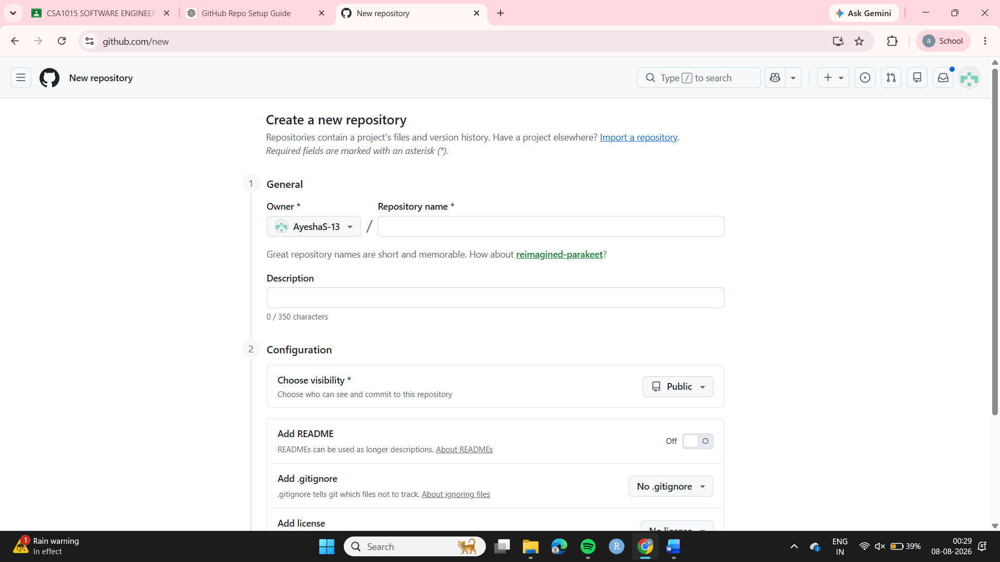 CSA1015 SOFTWARE ENGINEER
GitHub Repo Setup Guide
New repository
Ask Gemini
github.com/new
a
School
New repository
Type / to search
Create a new repository
Repositories contain a project's files and version history. Have a project elsewhere? Import a repository.
Required fields are marked with an asterisk (*).
1
General
Owner *
Repository name *
AyeshaS-13
/
Great repository names are short and memorable. How about reimagined-parakeet?
Description
0 / 350 characters
2
Configuration
Choose visibility *
Choose who can see and commit to this repository
Public
Add README
READMEs can be used as longer descriptions. About READMEs
Off
Add .gitignore
.gitignore tells git which files not to track. About ignoring files
No .gitignore
Add license
No license
1
Rain warning
In effect
Search
R
a
W
ENG
IN
39%
00:29
08-08-2026